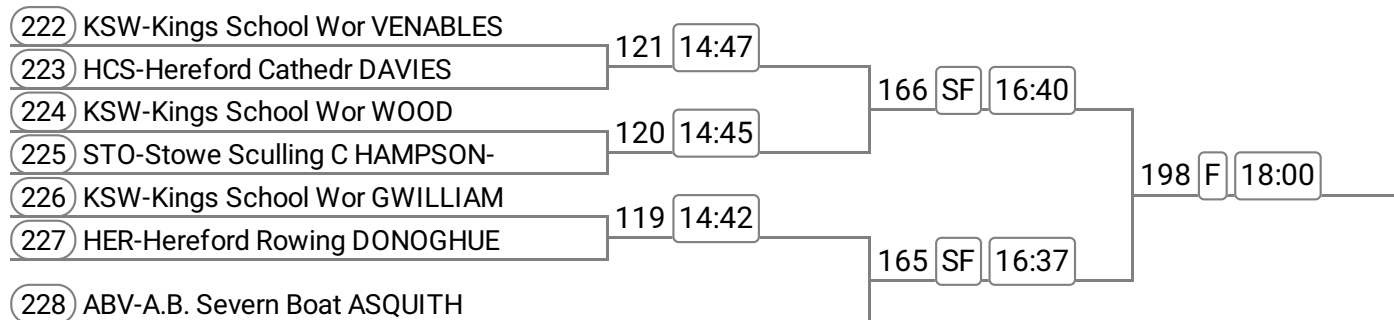 222 KSW-Kings School Wor VENABLES
121 14:47
223 HCS-Hereford Cathedr DAVIES
166 SF 16:40
224 KSW-Kings School Wor WOOD
120 14:45
225 STO-Stowe Sculling C HAMPSON-
198 F 18:00
226 KSW-Kings School Wor GWILLIAM
119 14:42
227 HER-Hereford Rowing DONOGHUE
165 SF 16:37
228 ABV-A.B. Severn Boat ASQUITH